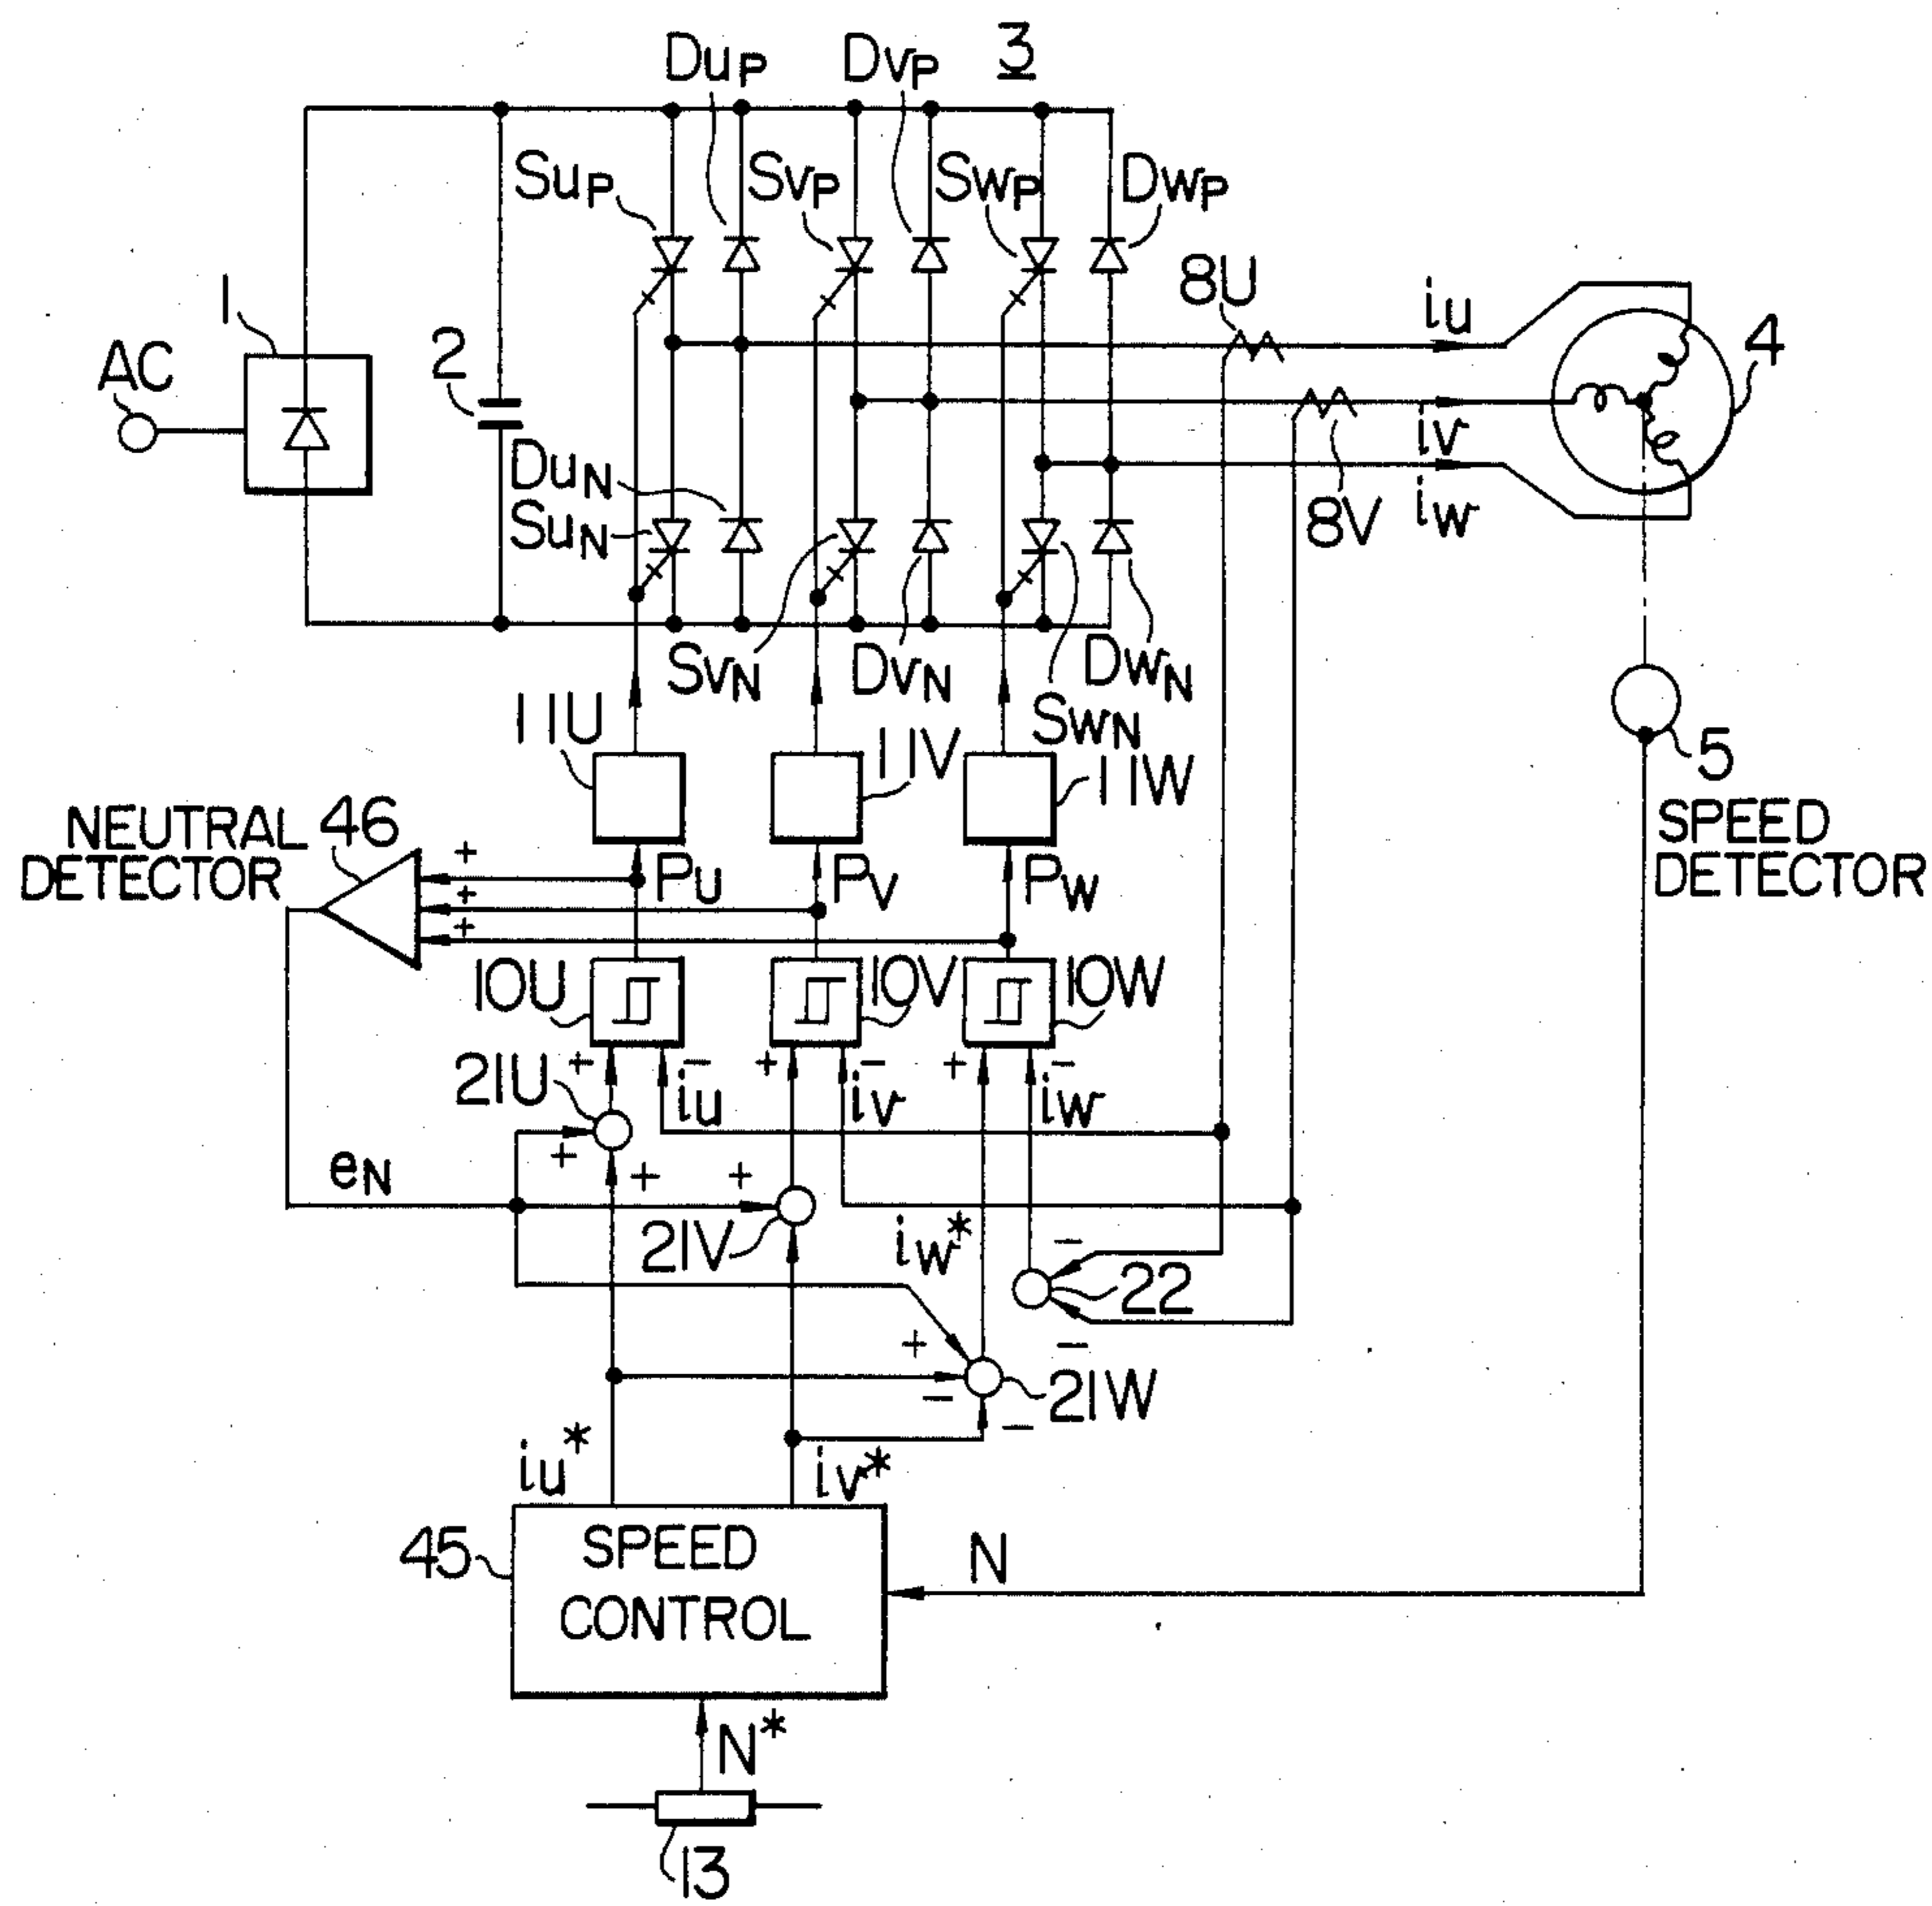 3
DuP
DvP
SuP
SvP
SwP
DwP
8U
iu
1
AC
2
4
iv
DuN
SuN
8V
iw
SvN
DvN
DwN
SwN
11U
11V
11W
5
SPEED
DETECTOR
NEUTRAL
DETECTOR
46
+
+
+
PU
PV
PW
10U
10V
10W
+
−
+
−
+
−
21U
iu
iv
iw
+
+
+
eN
21V
iw*
−
22
−
+
−
−
21W
iu*
iv*
45
SPEED
CONTROL
N
N*
13